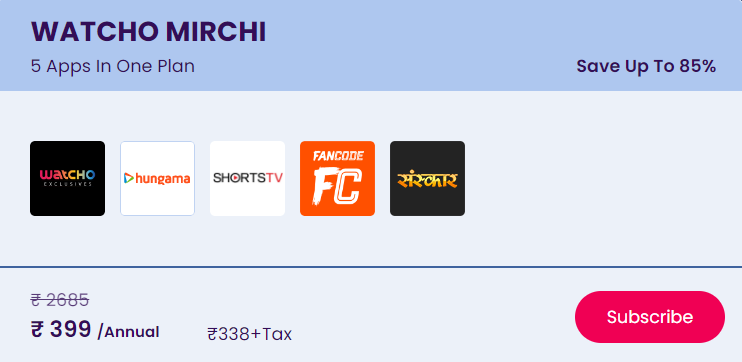 WATCHO MIRCHI
5 Apps In One Plan
Save Up To 85%
WATCHO
EXCLUSIVES
hungama
SHORTSTV
FANCODE
FC
संस्कार
₹ 2685
₹ 399 /Annual
₹338+Tax
Subscribe